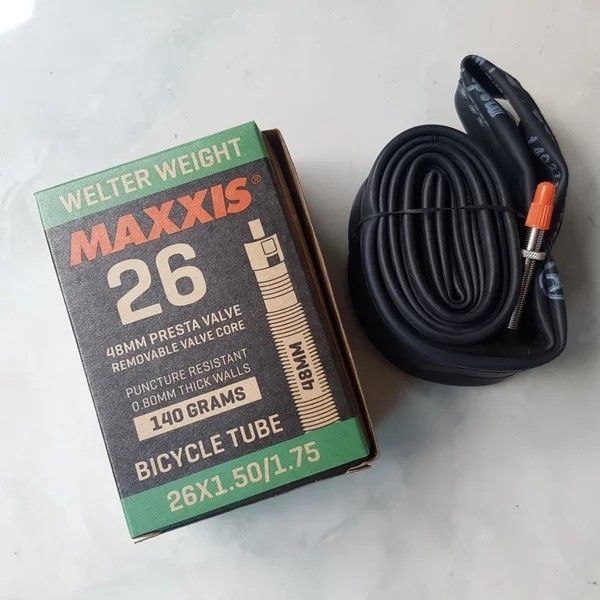 WELTER WEIGHT
MAXXIS®
26
48MM PRESTA VALVE
REMOVABLE VALVE CORE
PUNCTURE RESISTANT
0.80MM THICK WALLS
140 GRAMS
BICYCLE TUBE
26X1.50/1.75
48MM